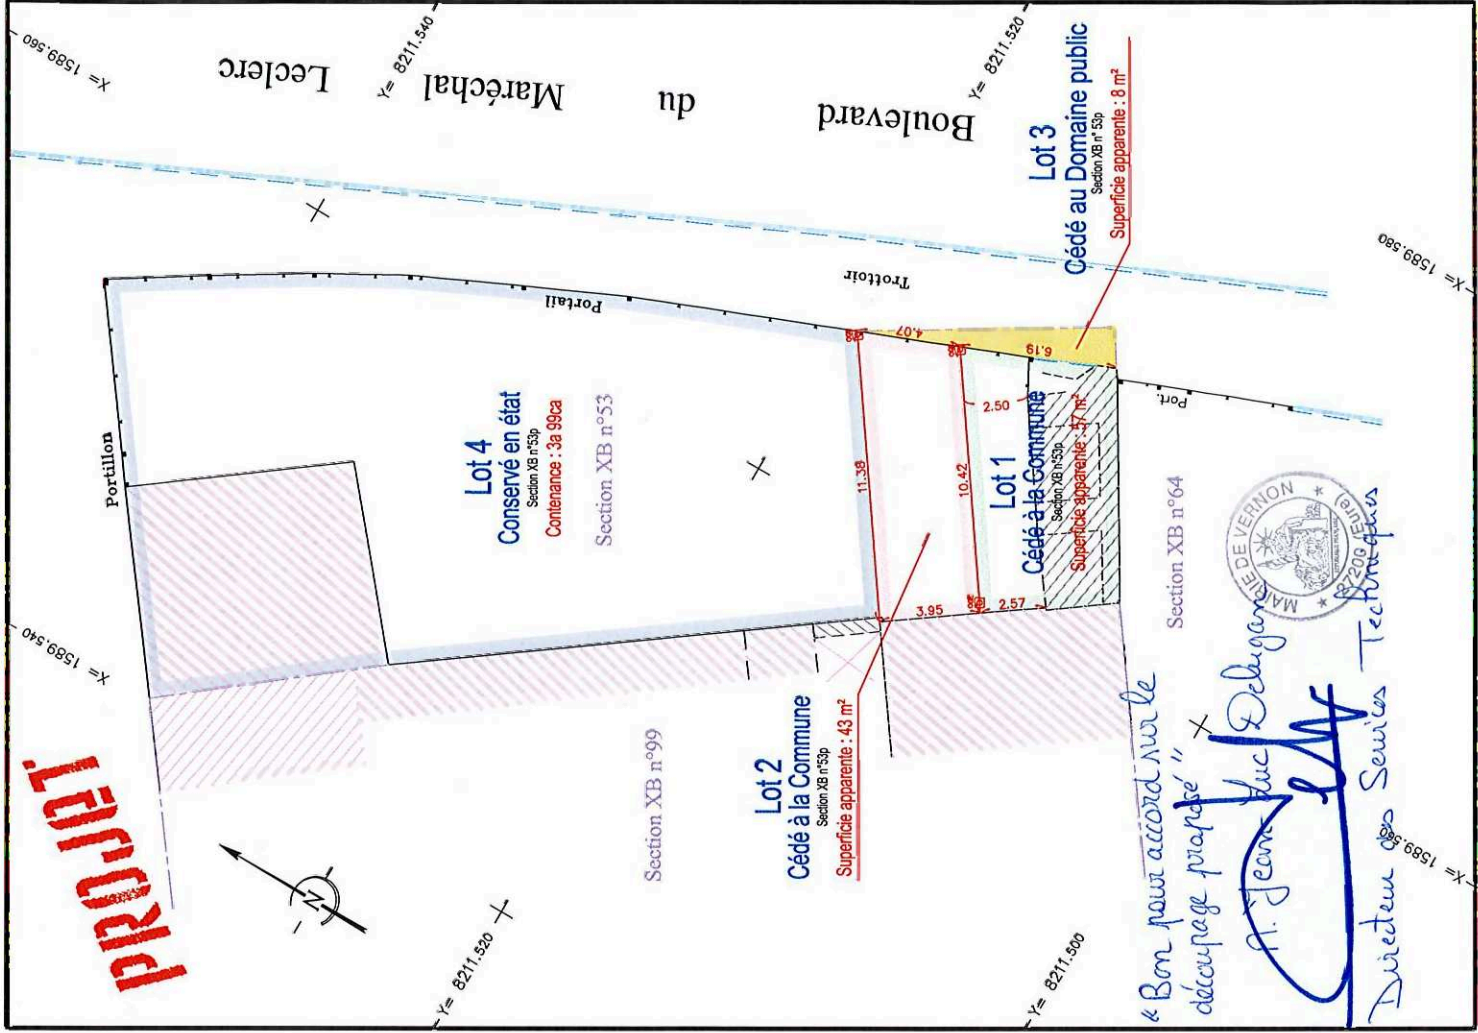 PROJET
X= 1589.560
Y= 8211.540
Y= 8211.520
X= 1589.580
X= 1589.540
Y= 8211.520
Y= 8211.500
X= 1589.560
Boulevard du Maréchal Leclerc
Trottoir
Portail
Portillon
Port.
Lot 4
Conservé en état
Section XB n°53p
Contenance : 3a 99ca
Section XB n°53
Lot 3
Cédé au Domaine public
Section XB n° 53p
Superficie apparente : 8 m²
Lot 1
Cédé à la Commune
Section XB n°53p
Superficie apparente : 57 m²
Lot 2
Cédé à la Commune
Section XB n°53p
Superficie apparente : 43 m²
4.07
6.19
11.38
10.42
2.50
3.95
2.57
Section XB n°99
Section XB n°64
N
MAIRIE DE VERNON
27200 (Eure)
« Bon pour accord sur le
découpage proposé "
Jean-Luc
Directeur des Services Techniques